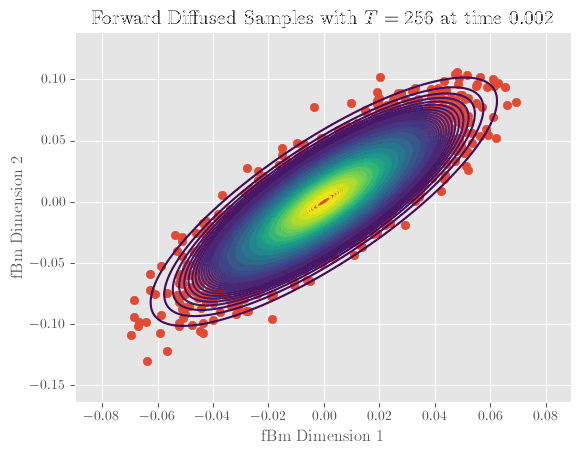 Forward Diffused Samples with T = 256 at time 0.002
0.10
0.05
0.00
−0.05
−0.10
−0.15
fBm Dimension 2
−0.08 −0.06 −0.04 −0.02 0.00 0.02 0.04 0.06 0.08
fBm Dimension 1